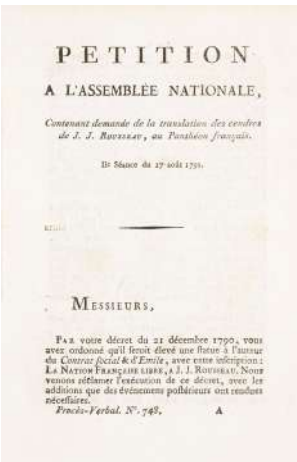 PETITION
A L'ASSEMBLÉE NATIONALE,
Contenant demande de la translation des cendres
de J. J. ROUSSEAU, au Panthéon français.
Séance du 27 août 1791.
MESSIEURS,
PAR votre décret du 21 décembre 1790, vous
avez ordonné qu'il seroit élevé une statue à l'auteur
du Contrat social & d'Emile, avec cette inscription :
LA NATION FRANÇAISE LIBRE, A J. J. ROUSSEAU. Nous
venons réclamer l'exécution de ce décret, avec les
additions que des événemens postérieurs ont rendues
nécessaires.
Procès-Verbal. N°. 748. A